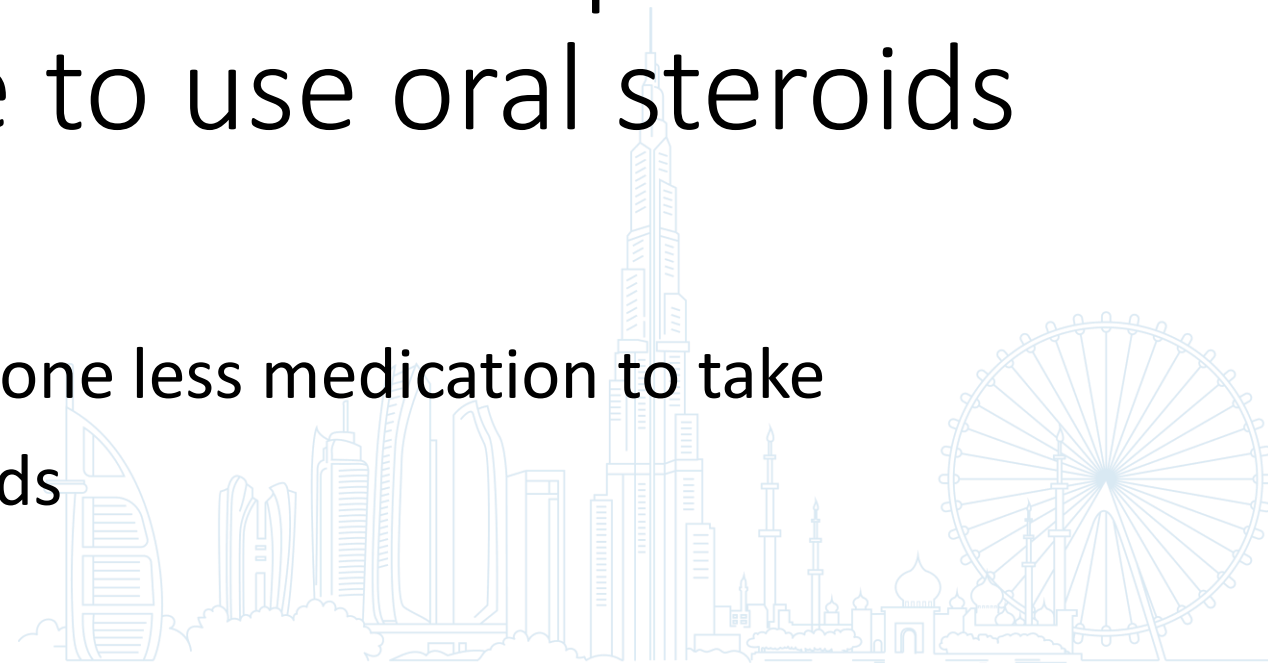 e to use oral steroids
one less medication to take
ds